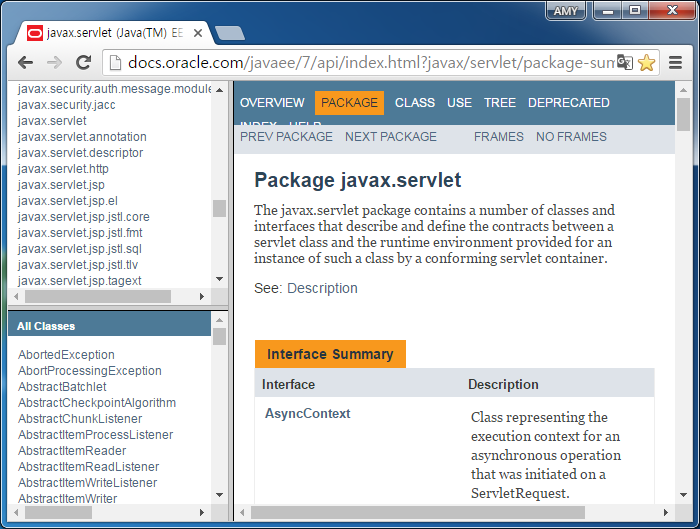 AMY
javax.servlet (Java(TM) EE
docs.oracle.com/javaee/7/api/index.html?javax/servlet/package-sum
javax.security.auth.message.module
javax.security.jacc
javax.servlet
javax.servlet.annotation
javax.servlet.descriptor
javax.servlet.http
javax.servlet.jsp
javax.servlet.jsp.el
javax.servlet.jsp.jstl.core
javax.servlet.jsp.jstl.fmt
javax.servlet.jsp.jstl.sql
javax.servlet.jsp.jstl.tlv
javax.servlet.jsp.tagext
All Classes
AbortedException
AbortProcessingException
AbstractBatchlet
AbstractCheckpointAlgorithm
AbstractChunkListener
AbstractItemProcessListener
AbstractItemReader
AbstractItemReadListener
AbstractItemWriteListener
AbstractItemWriter
OVERVIEW PACKAGE CLASS USE TREE DEPRECATED
INDEX HELP
PREV PACKAGE NEXT PACKAGE FRAMES NO FRAMES
Package javax.servlet
The javax.servlet package contains a number of classes and
interfaces that describe and define the contracts between a
servlet class and the runtime environment provided for an
instance of such a class by a conforming servlet container.
See: Description
Interface Summary
Interface Description
AsyncContext Class representing the
execution context for an
asynchronous operation
that was initiated on a
ServletRequest.